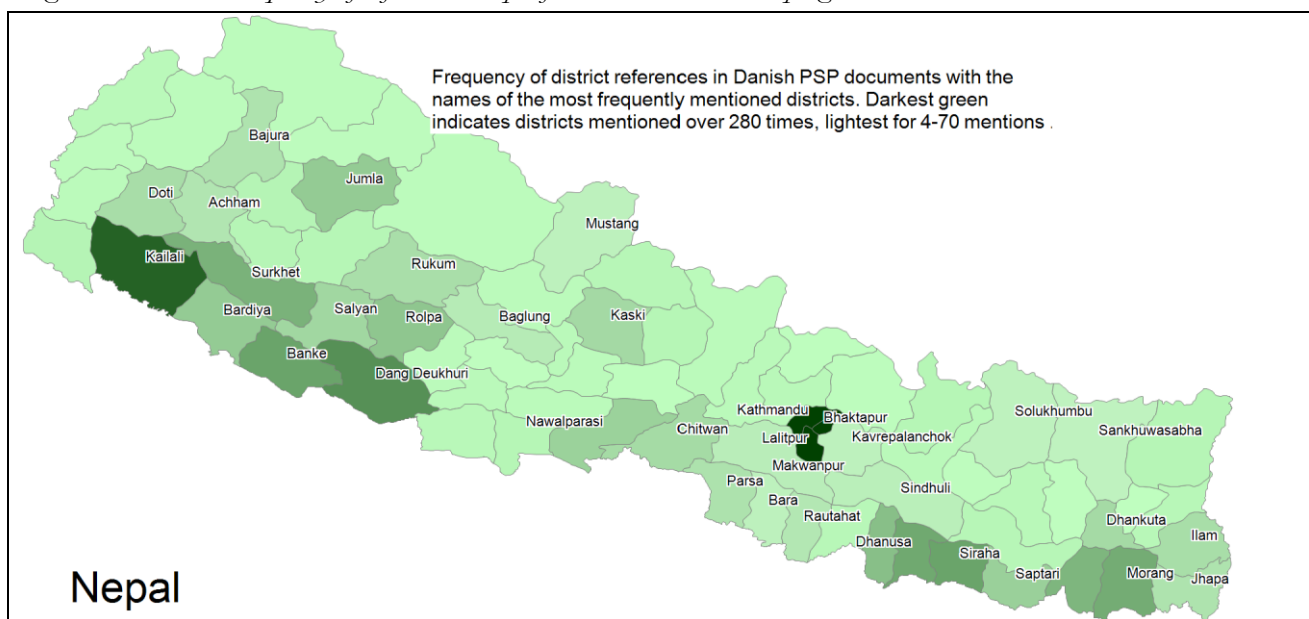 Frequency of district references in Danish PSP documents with the
names of the most frequently mentioned districts. Darkest green
indicates districts mentioned over 280 times, lightest for 4-70 mentions .
Bajura
Jumla
Doti
Achham
Mustang
Kailali
Surkhet
Rukum
Bardiya
Salyan
Rolpa
Baglung
Kaski
Banke
Dang Deukhuri
Nawalparasi
Chitwan
Kathmandu
Bhaktapur
Lalitpur
Kavrepalanchok
Makwanpur
Solukhumbu
Sankhuwasabha
Parsa
Bara
Rautahat
Sindhuli
Dhanusa
Siraha
Saptari
Dhankuta
Ilam
Morang
Jhapa
Nepal